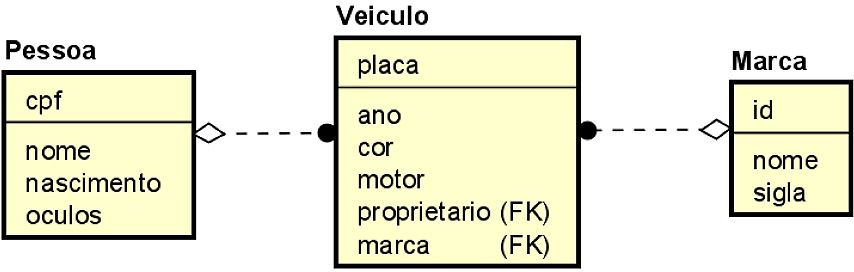 Pessoa
cpf
nome
nascimento
oculos
Veiculo
placa
ano
cor
motor
proprietario (FK)
marca (FK)
Marca
id
nome
sigla